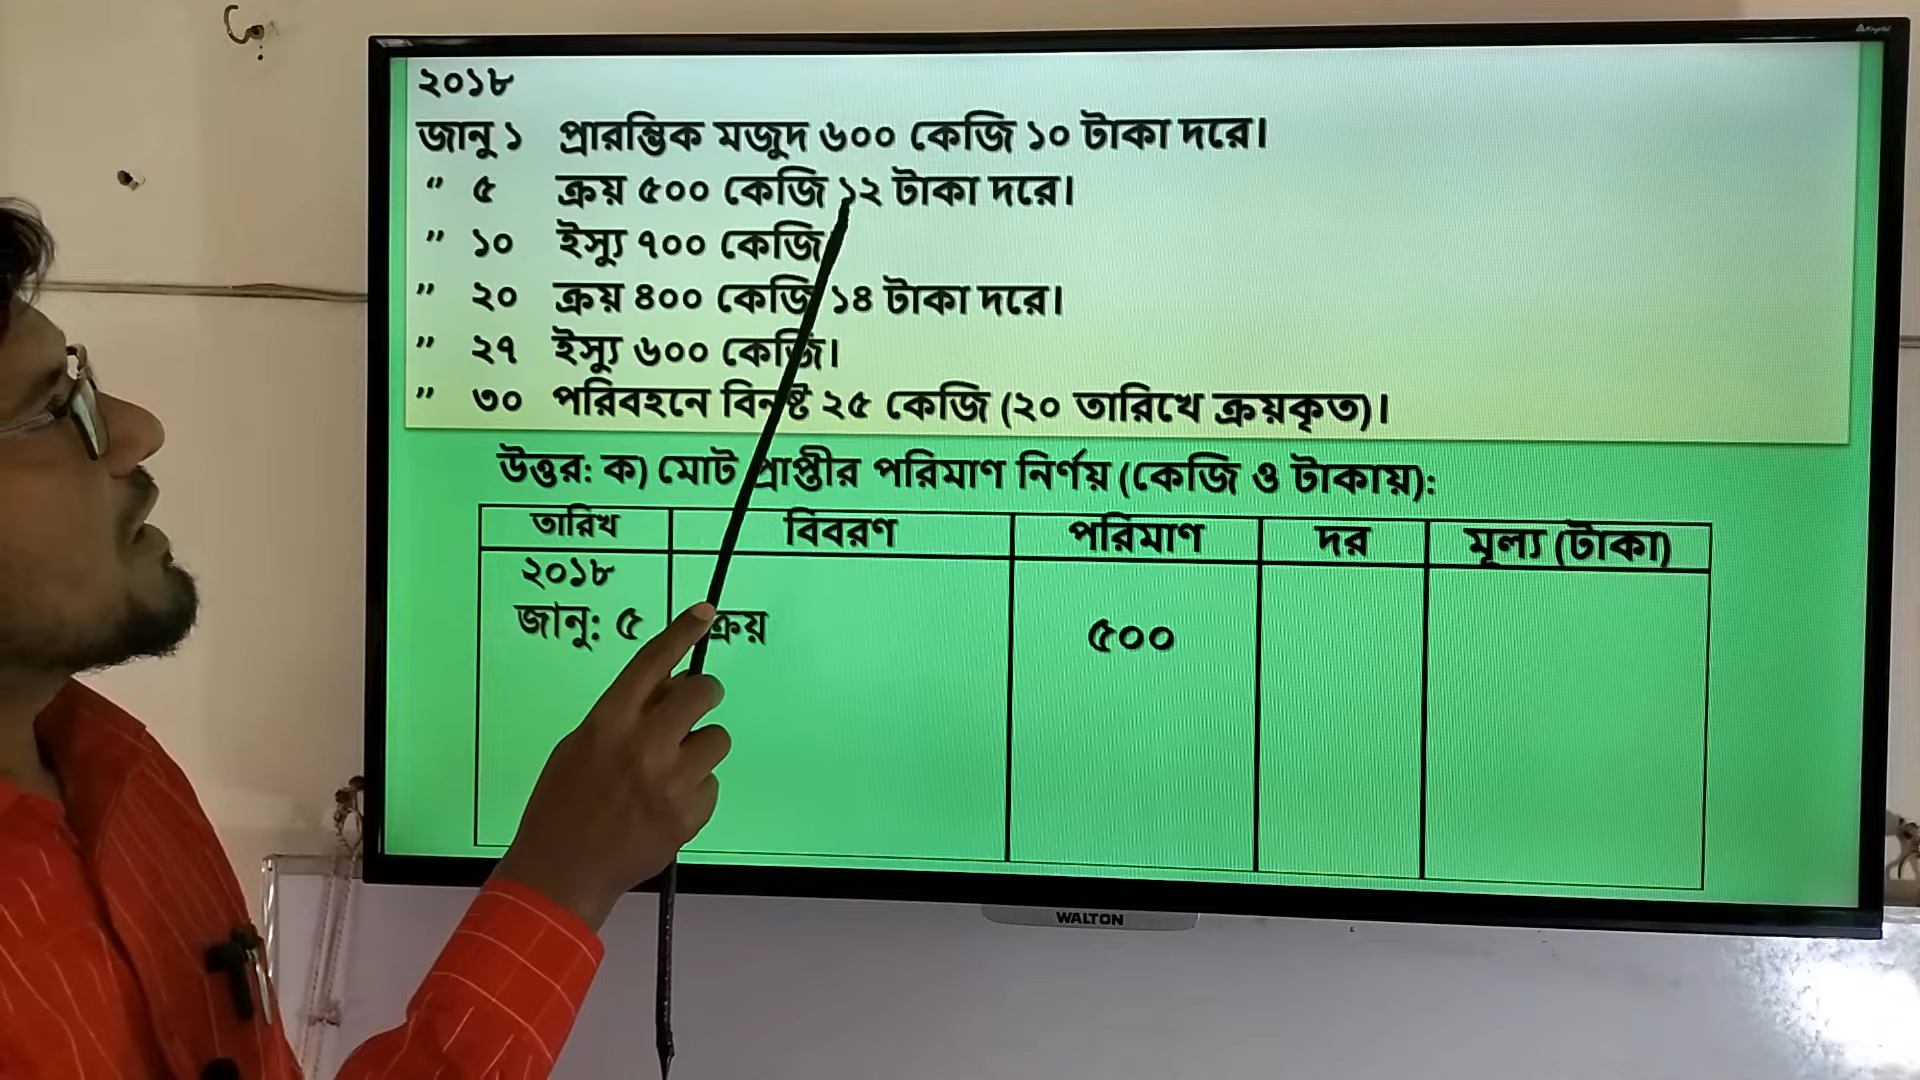 ২০১৮
জানু ১ প্রারম্ভিক মজুদ ৬০০ কেজি ১০ টাকা দরে।
" ৫ ক্রয় ৫০০ কেজি ১২ টাকা দরে।
" ১০ ইস্যু ৭০০ কেজি
" ২০ ক্রয় ৪০০ কেজি ১৪ টাকা দরে।
" ২৭ ইস্যু ৬০০ কেজি।
" ৩০ পরিবহনে বিনষ্ট ২৫ কেজি (২০ তারিখে ক্রয়কৃত)।
উত্তর: ক) মোট প্রাপ্তীর পরিমাণ নির্ণয় (কেজি ও টাকায়):
তারিখ বিবরণ পরিমাণ দর মূল্য (টাকা)
২০১৮
জানু: ৫ ক্রয় ৫০০
WALTON